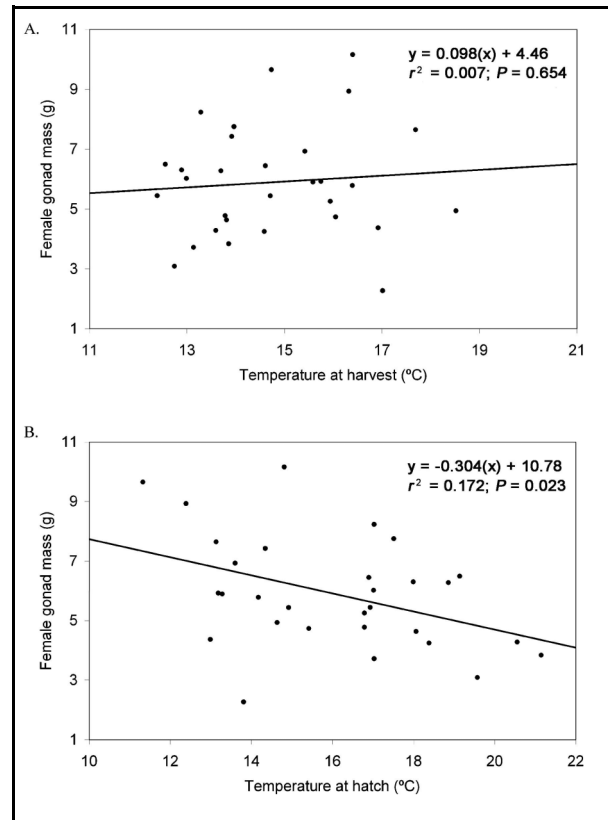 A.
11
9
7
5
3
1
Female gonad mass (g)
y = 0.098(x) + 4.46
r² = 0.007; P = 0.654
11 13 15 17 19 21
Temperature at harvest (ºC)
B.
11
9
7
5
3
1
Female gonad mass (g)
y = -0.304(x) + 10.78
r² = 0.172; P = 0.023
10 12 14 16 18 20 22
Temperature at hatch (ºC)